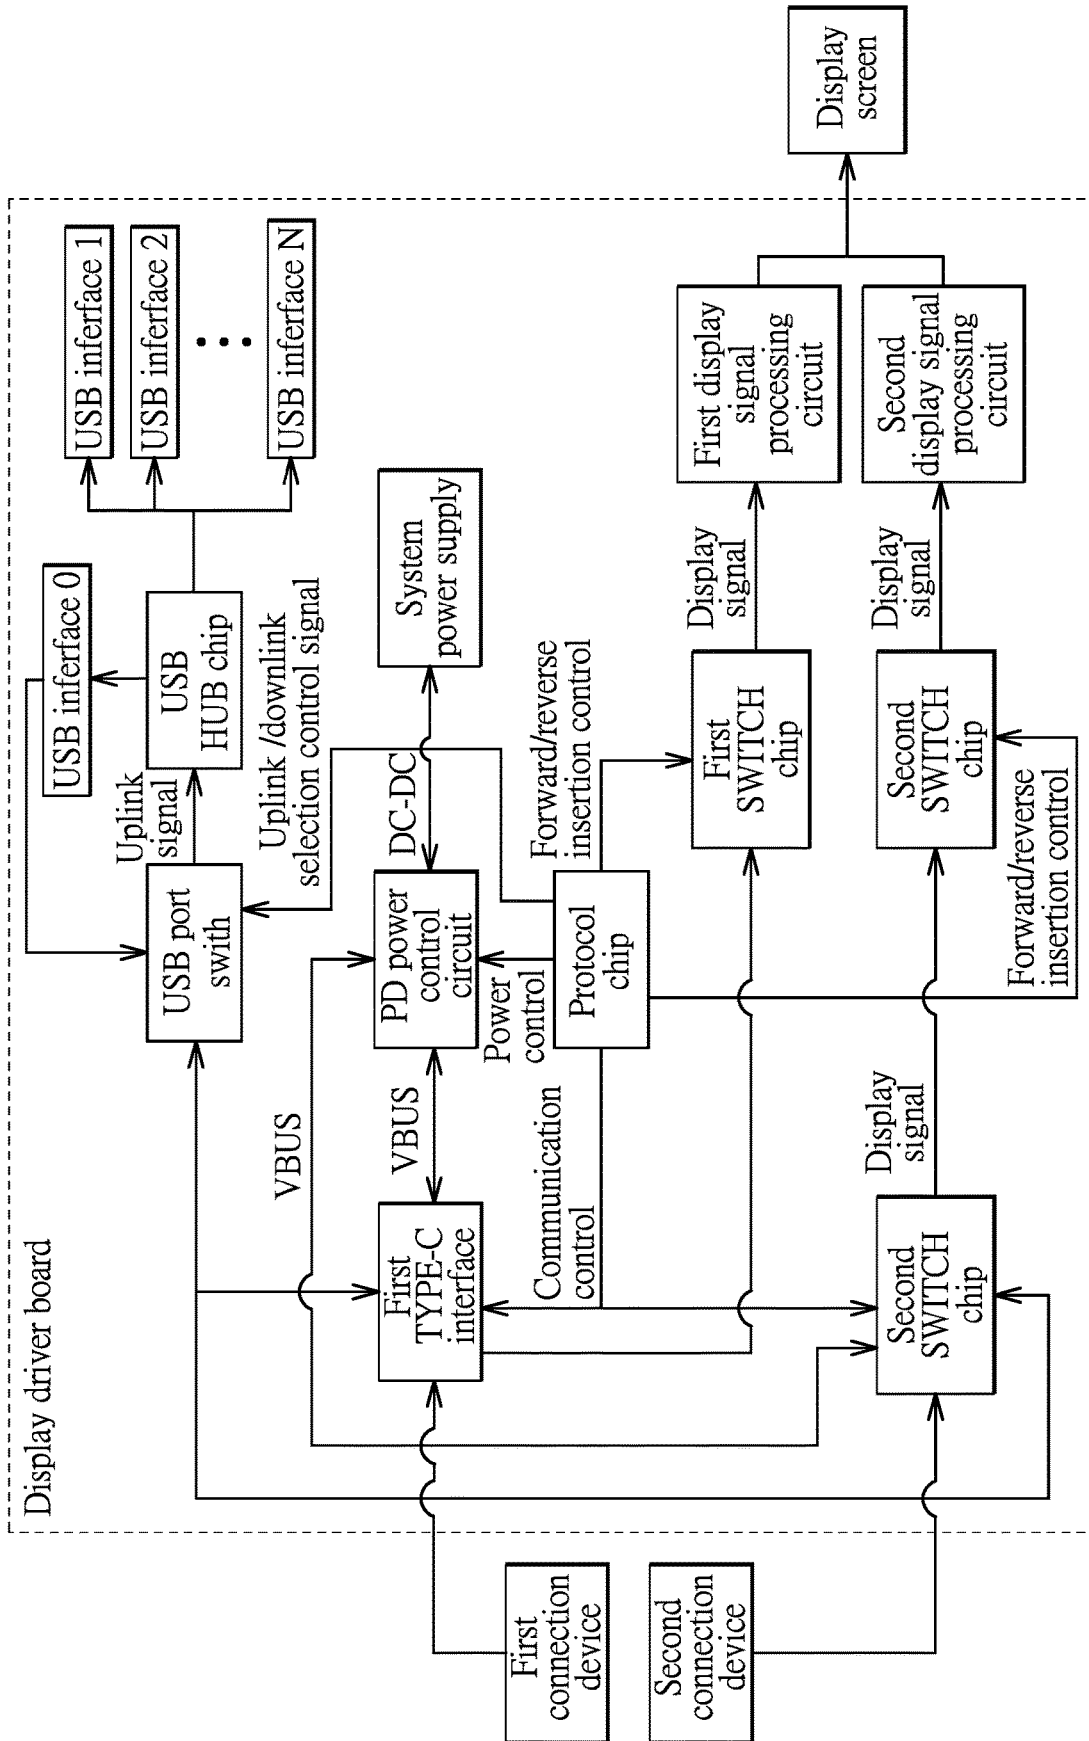 Display driver board
First
connection
device
Second
connection
device
First
TYPE-C
interface
Second
SWITCH
chip
VBUS
VBUS
Communication
control
Display
signal
USB port
swith
PD power
control
circuit
Power
control
Protocol
chip
Uplink
signal
USB inferface 0
USB
HUB chip
Uplink /downlink
selection control signal
DC-DC
System
power supply
Forward/reverse
insertion control
First
SWITCH
chip
Second
SWITCH
chip
Forward/reverse
insertion control
Display
signal
Display
signal
USB inferface 1
USB inferface 2
USB inferface N
First display
signal
processing
circuit
Second
display signal
processing
circuit
Display
screen